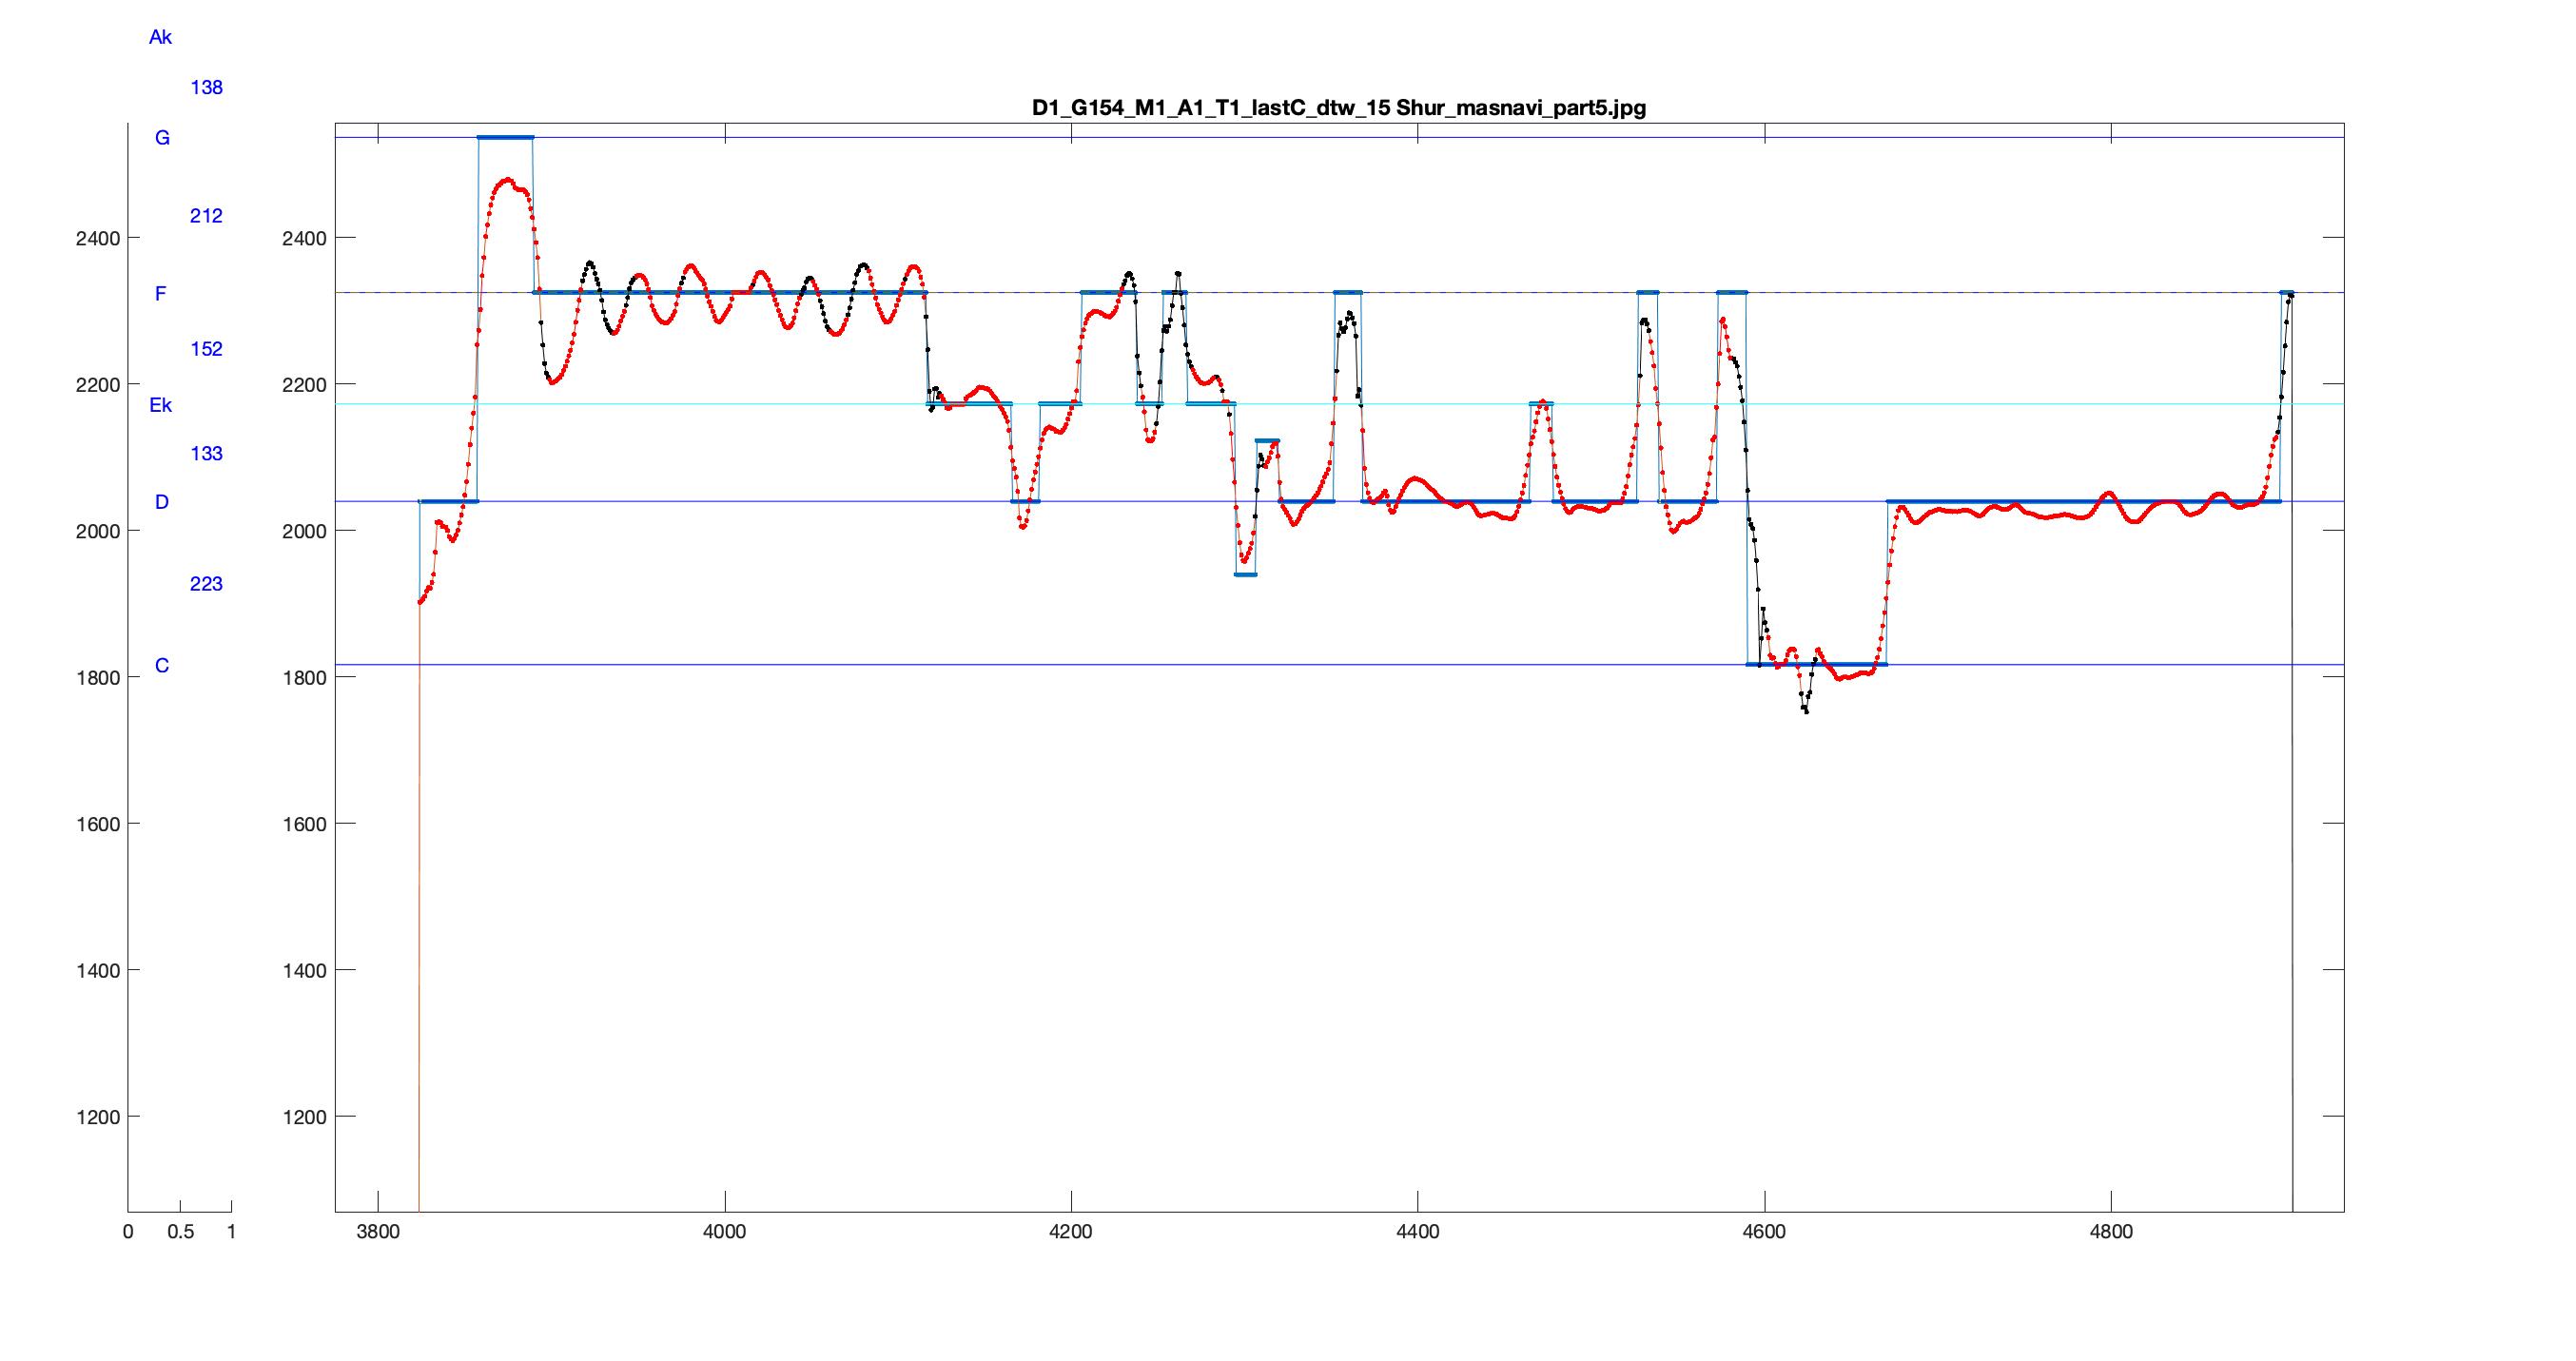 Ak
138
D1_G154_M1_A1_T1_lastC_dtw_15 Shur_masnavi_part5.jpg
G
212
2400 2400
F
152
2200 2200
Ek
133
D
2000 2000
223
C
1800 1800
1600 1600
1400 1400
1200 1200
0 0.5 1 3800 4000 4200 4400 4600 4800